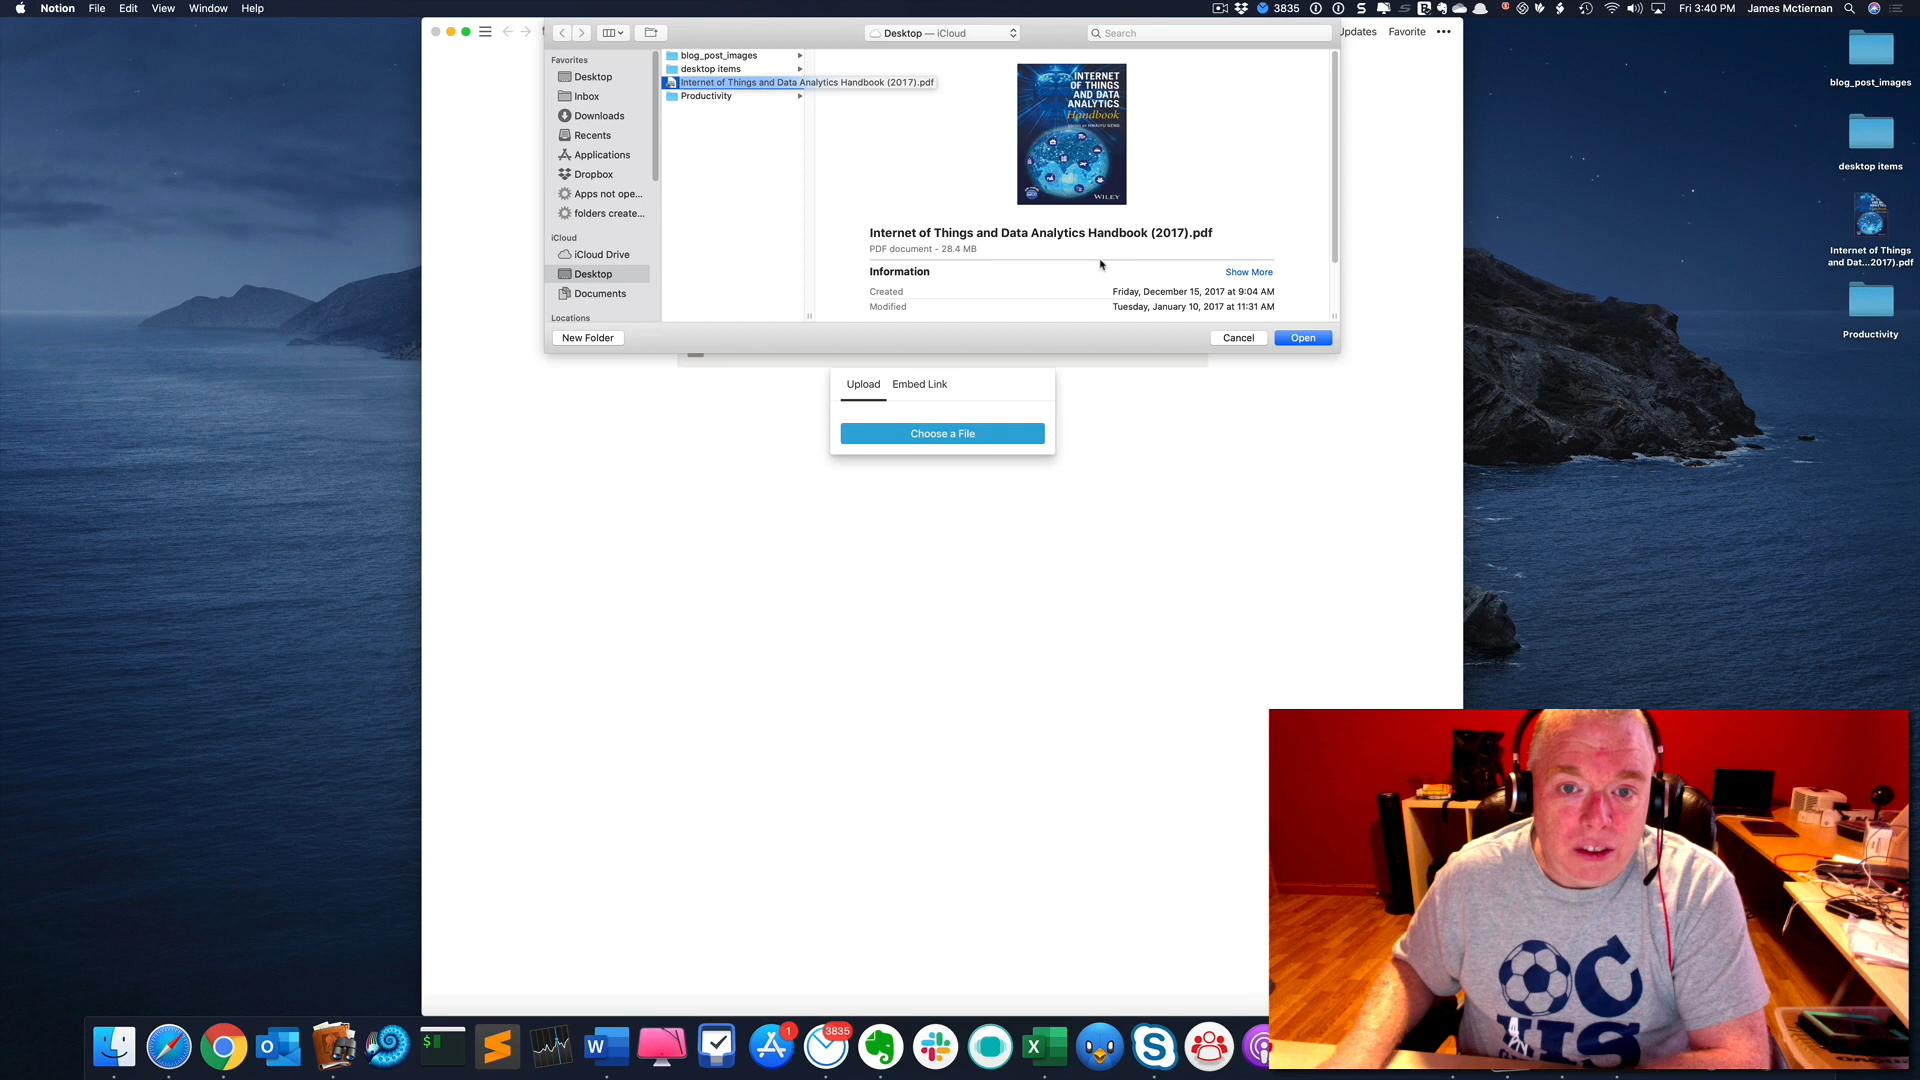 Notion File Edit View Window Help
3835 Fri 3:40 PM James Mctiernan
Updates Favorite •••
Desktop — iCloud
Search
Favorites
Desktop
Inbox
Downloads
Recents
Applications
Dropbox
Apps not ope...
folders create...
iCloud
iCloud Drive
Desktop
Documents
Locations
blog_post_images
desktop items
Internet of Things and Data Analytics Handbook (2017).pdf
Productivity
INTERNET
OF THINGS
AND DATA
ANALYTICS
Handbook
EDITED BY HWAIYU GENG
WILEY
Internet of Things and Data Analytics Handbook (2017).pdf
PDF document - 28.4 MB
Information Show More
Created Friday, December 15, 2017 at 9:04 AM
Modified Tuesday, January 10, 2017 at 11:31 AM
New Folder Cancel Open
Upload Embed Link
Choose a File
blog_post_images
desktop items
Internet of Things
and Dat...2017).pdf
Productivity
OC
HS
1
3835